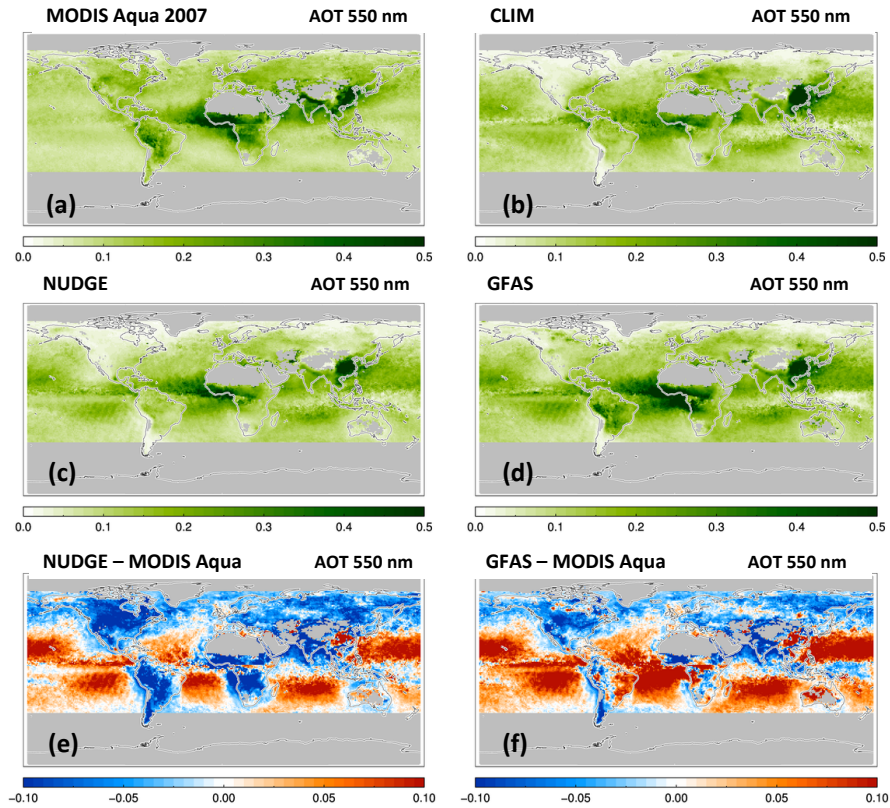 MODIS Aqua 2007 AOT 550 nm
CLIM AOT 550 nm
(a)
(b)
0.0 0.1 0.2 0.3 0.4 0.5
0.0 0.1 0.2 0.3 0.4 0.5
NUDGE AOT 550 nm
GFAS AOT 550 nm
(c)
(d)
0.0 0.1 0.2 0.3 0.4 0.5
0.0 0.1 0.2 0.3 0.4 0.5
NUDGE – MODIS Aqua AOT 550 nm
GFAS – MODIS Aqua AOT 550 nm
(e)
(f)
−0.10 −0.05 0.00 0.05 0.10
−0.10 −0.05 0.00 0.05 0.10